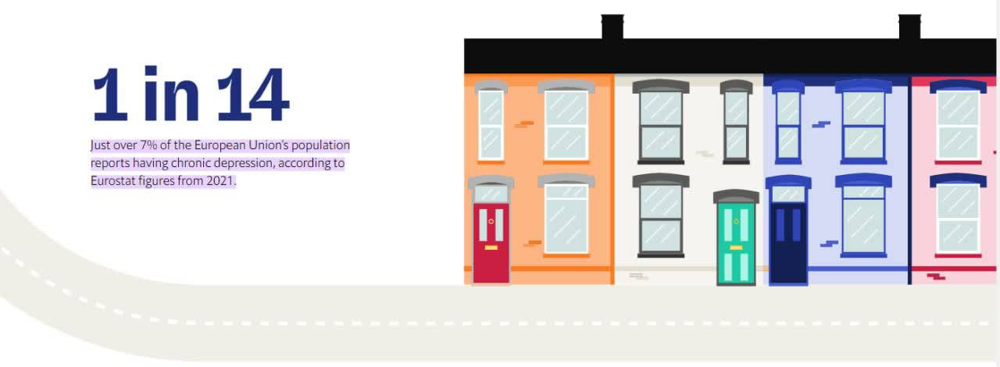 1 in 14
Just over 7% of the European Union's population
reports having chronic depression, according to
Eurostat figures from 2021.